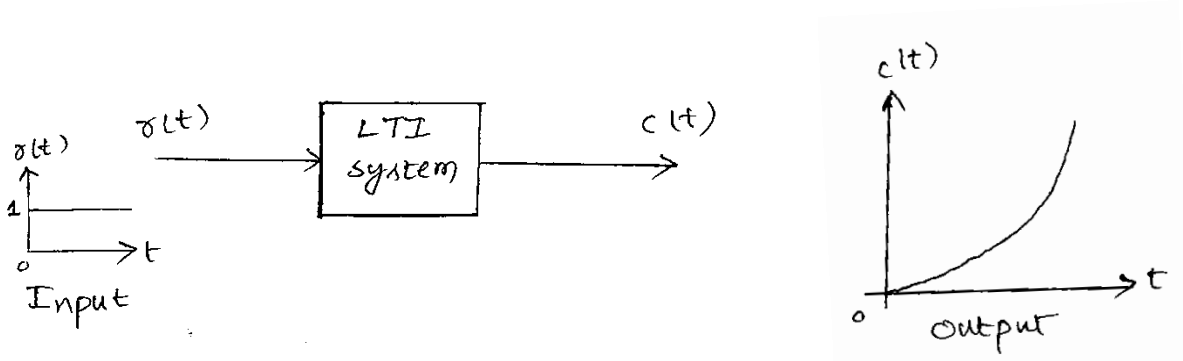 r(t)
1
0
t
Input
r(t)
LTI
system
c(t)
c(t)
0
t
Output